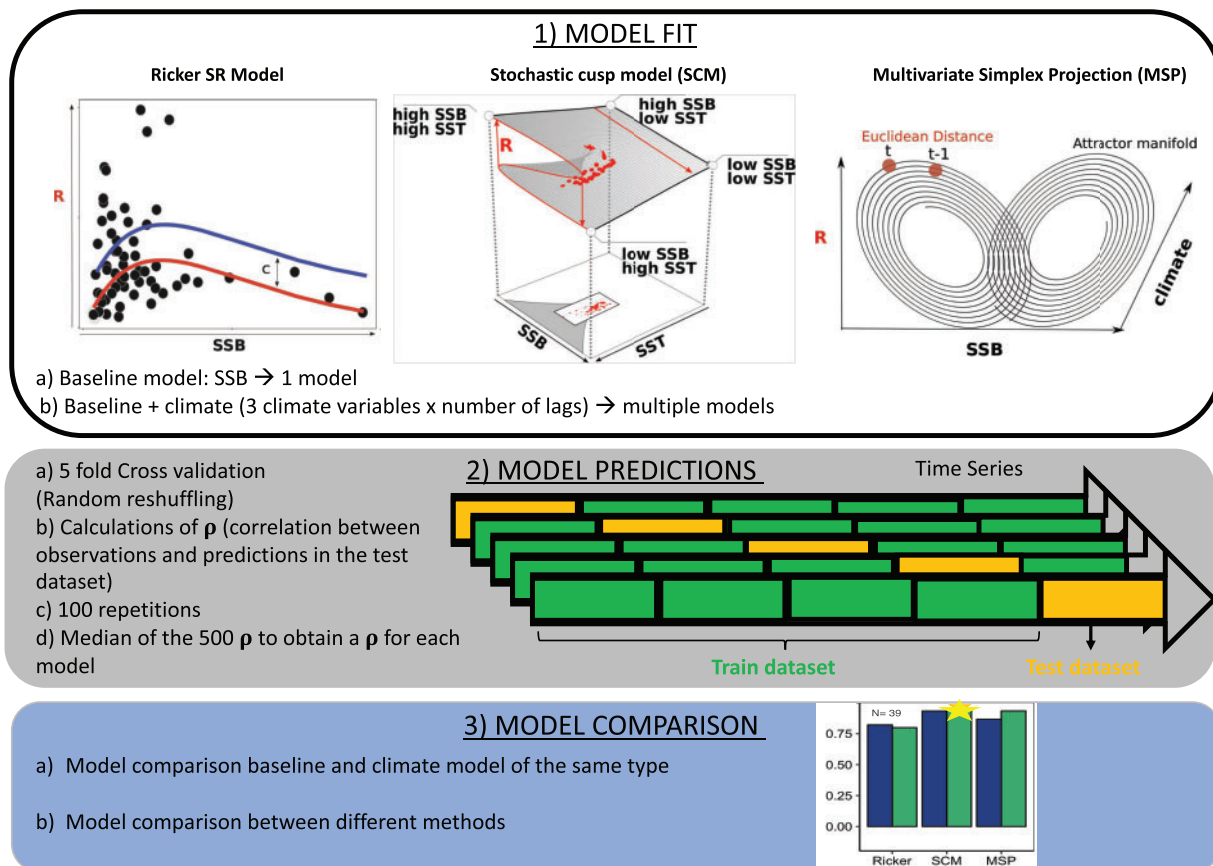 1) MODEL FIT
Ricker SR Model
R
C
SSB
Stochastic cusp model (SCM)
high SSB
high SST
high SSB
low SST
R
low SSB
low SST
low SSB
high SST
SSB
SST
Multivariate Simplex Projection (MSP)
Euclidean Distance
t
t-1
Attractor manifold
R
climate
SSB
a) Baseline model: SSB → 1 model
b) Baseline + climate (3 climate variables x number of lags) → multiple models
2) MODEL PREDICTIONS
Time Series
a) 5 fold Cross validation
(Random reshuffling)
b) Calculations of ρ (correlation between
observations and predictions in the test
dataset)
c) 100 repetitions
d) Median of the 500 ρ to obtain a ρ for each
model
Train dataset
Test dataset
3) MODEL COMPARISON
a) Model comparison baseline and climate model of the same type
b) Model comparison between different methods
N= 39
0.75
0.50
0.25
0.00
Ricker
SCM
MSP